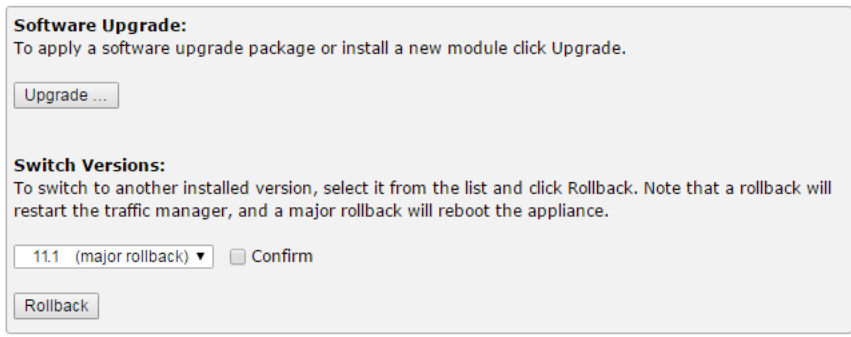 Software Upgrade:
To apply a software upgrade package or install a new module click Upgrade.
Upgrade ...
Switch Versions:
To switch to another installed version, select it from the list and click Rollback. Note that a rollback will
restart the traffic manager, and a major rollback will reboot the appliance.
11.1 (major rollback) ▼ Confirm
Rollback